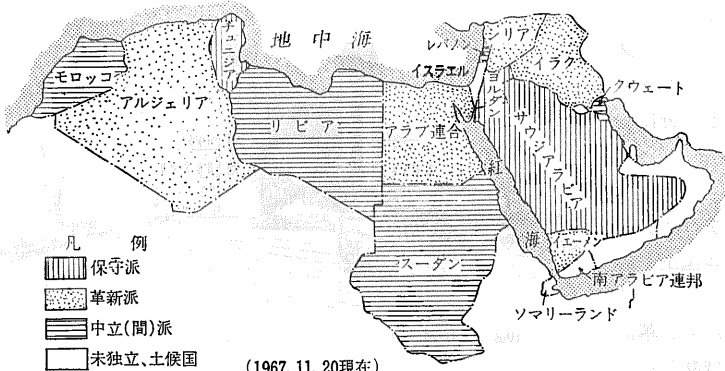 地中海
チュニジア
モロッコ
アルジェリア
リビア
アラブ連合
スーダン
レバノン
シリア
イスラエル
ヨルダン
イラク
クウェート
サウジアラビア
紅海
イエーメン
南アラビア連邦
ソマリーランド
凡例
保守派
革新派
中立(間)派
未独立、土侯国
(1967.11.20現在)